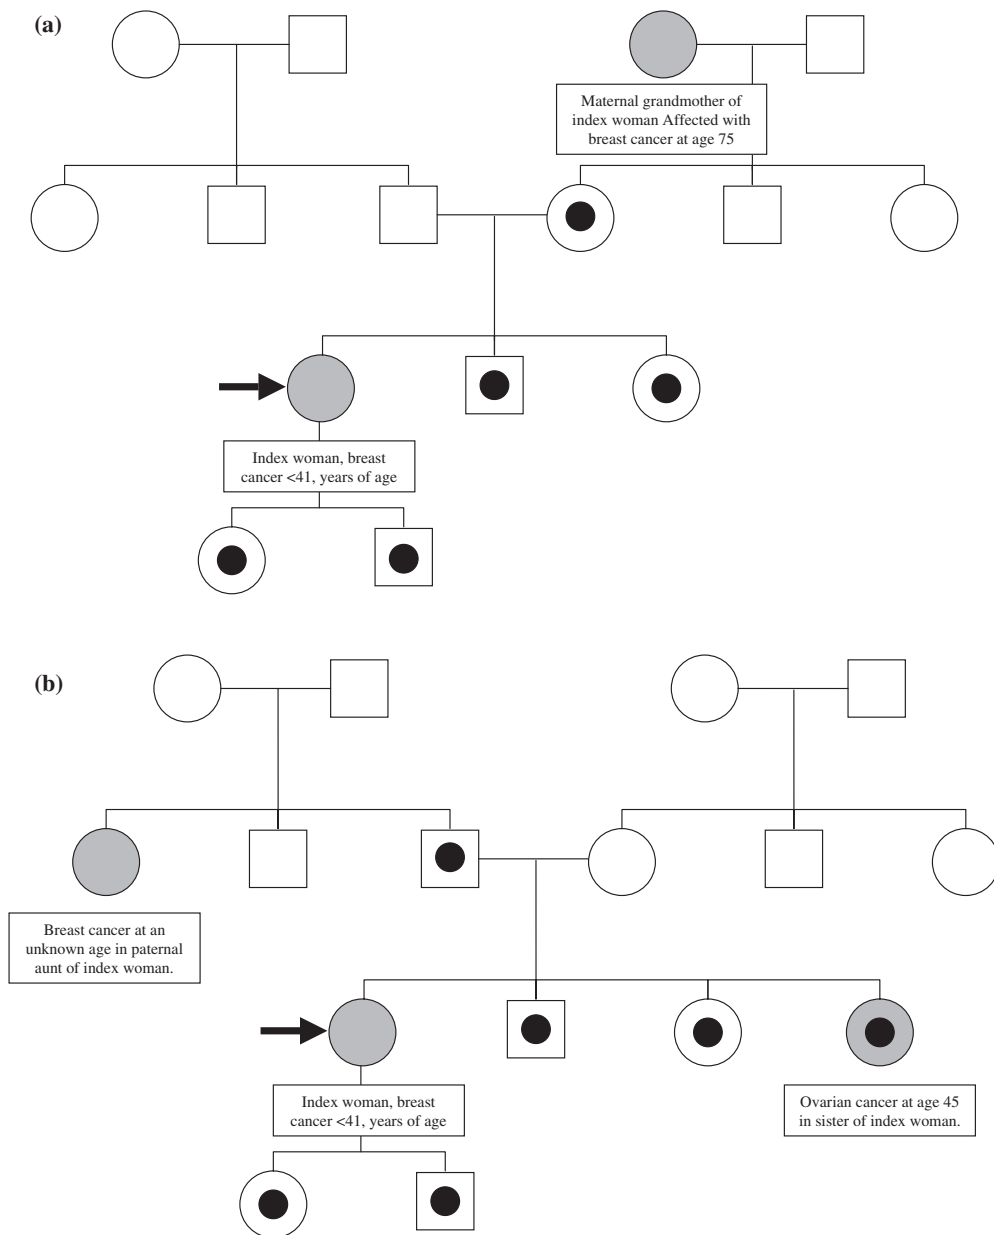 (a)
Maternal grandmother of
index woman Affected with
breast cancer at age 75
Index woman, breast
cancer <41, years of age
(b)
Breast cancer at an
unknown age in paternal
aunt of index woman.
Index woman, breast
cancer <41, years of age
Ovarian cancer at age 45
in sister of index woman.